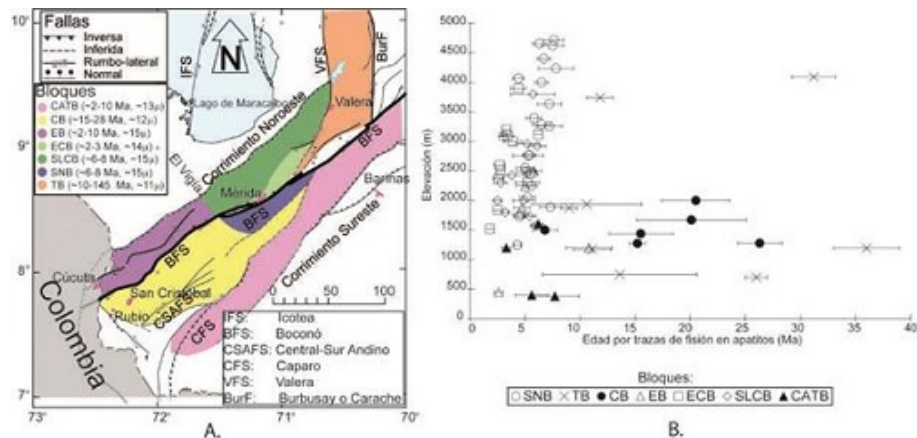 A.
10°
9°
8°
7°
73°
72°
71°
70°
Fallas
Inversa
Inferida
Rumbo-lateral
Normal
Bloques
CATB (~2-10 Ma, ~13µ)
CB (~15-28 Ma, ~12µ)
EB (~2-10 Ma, ~15µ)
ECB (~2-3 Ma, ~14µ)
SLCB (~6-8 Ma, ~15µ)
SNB (~6-8 Ma, ~15µ)
TB (~10-145 Ma, ~11µ)
N
IFS
VFS
BurF
Lago de Maracaibo
Valera
Corrimiento Noroeste
BFS
El Vigía
Mérida
Barinas
BFS
BFS
Corrimiento Sureste
Cúcuta
San Cristobal
Rubio
CSAFS
CFS
Colombia
0
50
100
IFS: Icotea
BFS: Boconó
CSAFS: Central-Sur Andino
CFS: Caparo
VFS: Valera
BurF: Burbusay o Carache
A.
B.
Elevación (m)
5000
4500
4000
3500
3000
2500
2000
1500
1000
500
0
0 5 10 15 20 25 30 35 40
Edad por trazas de fisión en apatitos (Ma)
Bloques:
SNB TB CB EB ECB SLCB CATB
B.